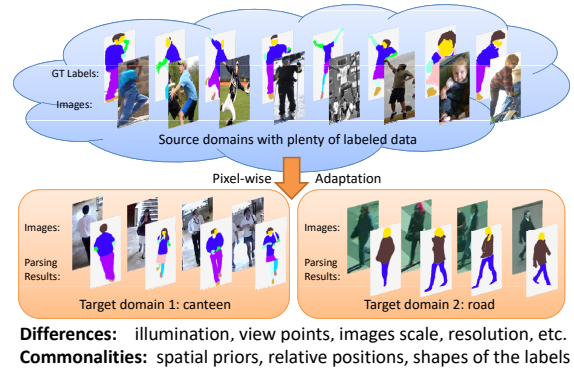 GT Labels:
Images:
Source domains with plenty of labeled data
Pixel-wise Adaptation
Images:
Parsing
Results:
Target domain 1: canteen
Images:
Parsing
Results:
Target domain 2: road
Differences: illumination, view points, images scale, resolution, etc.
Commonalities: spatial priors, relative positions, shapes of the labels